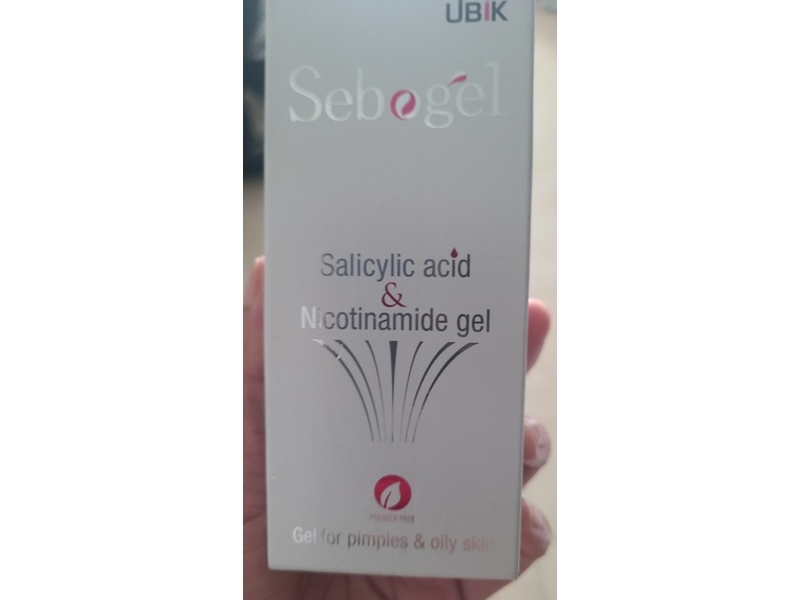 UBIK
Sebogel
Salicylic acid
&
Nicotinamide gel
Gel for pimples & oily skin